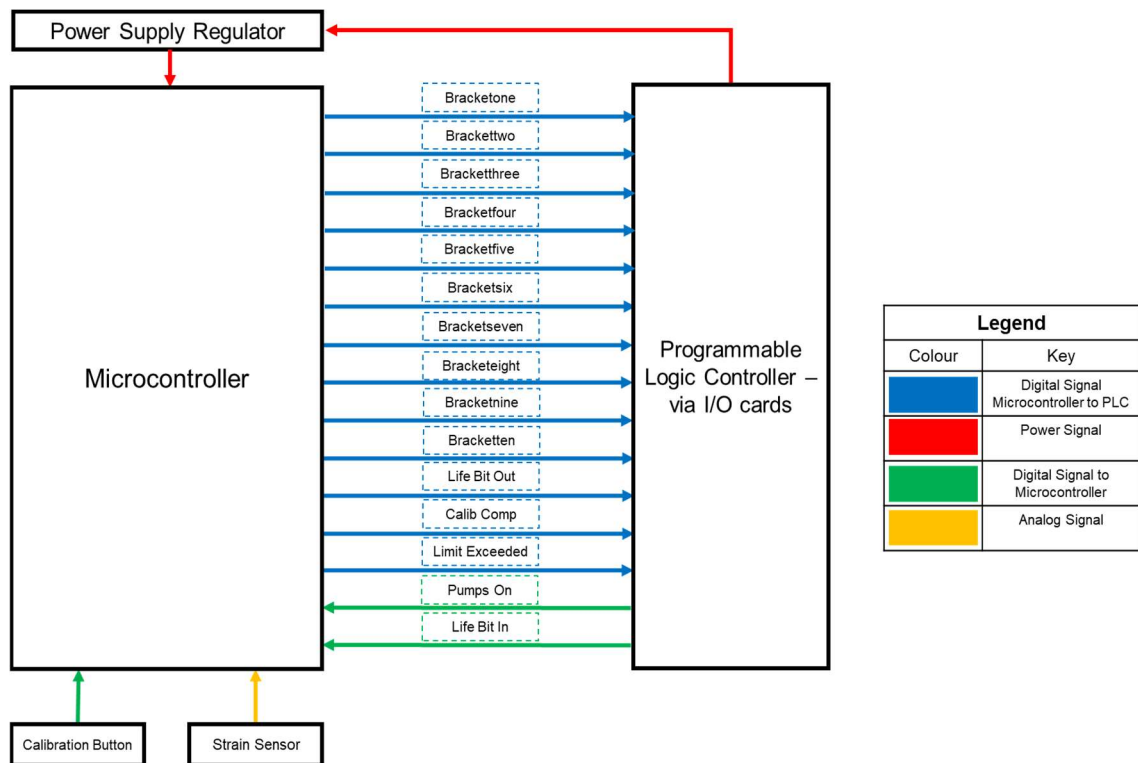 Power Supply Regulator
Microcontroller
Bracketone
Brackettwo
Bracketthree
Bracketfour
Bracketfive
Bracketsix
Bracketseven
Bracketeight
Bracketnine
Bracketten
Life Bit Out
Calib Comp
Limit Exceeded
Pumps On
Life Bit In
Programmable
Logic Controller –
via I/O cards
Calibration Button
Strain Sensor
Legend
Colour Key
Digital Signal
Microcontroller to PLC
Power Signal
Digital Signal to
Microcontroller
Analog Signal